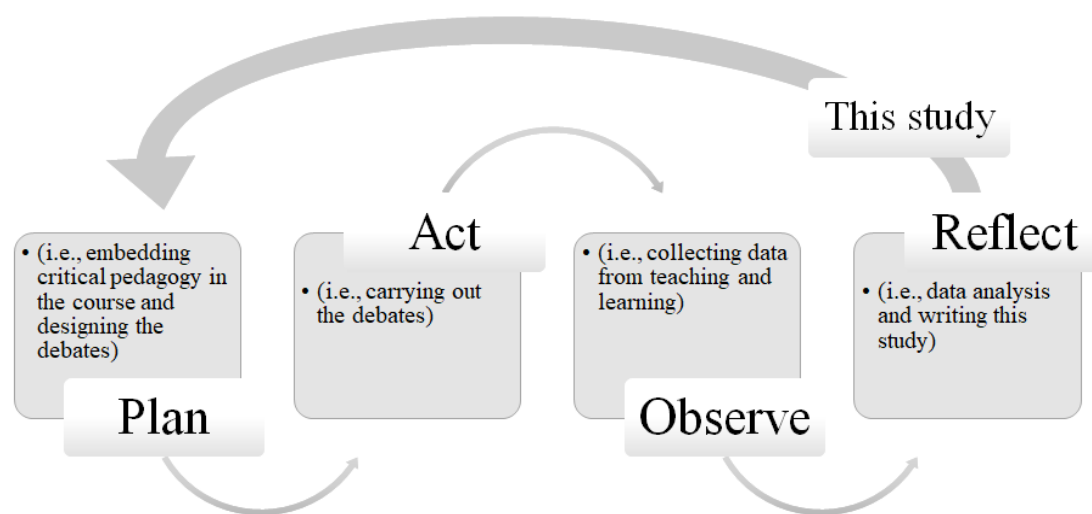 This study
• (i.e., embedding
critical pedagogy in
the course and
designing the
debates)
Plan
Act
• (i.e., carrying out
the debates)
• (i.e., collecting data
from teaching and
learning)
Observe
Reflect
• (i.e., data analysis
and writing this
study)